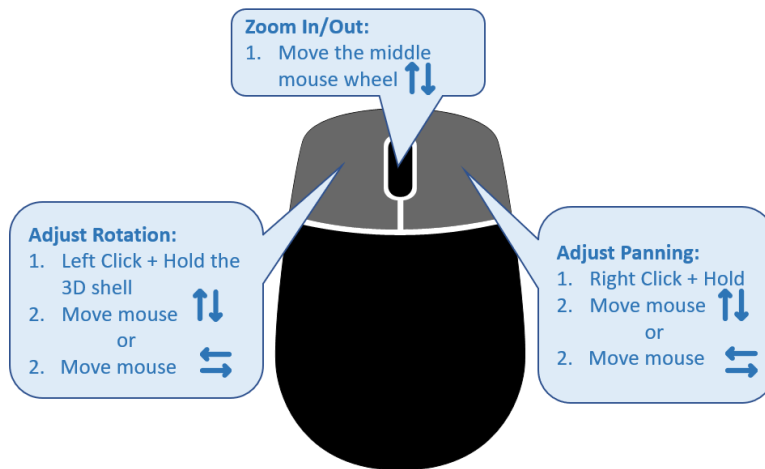 Zoom In/Out:
1. Move the middle
mouse wheel
Adjust Rotation:
1. Left Click + Hold the
3D shell
2. Move mouse
or
2. Move mouse
Adjust Panning:
1. Right Click + Hold
2. Move mouse
or
2. Move mouse